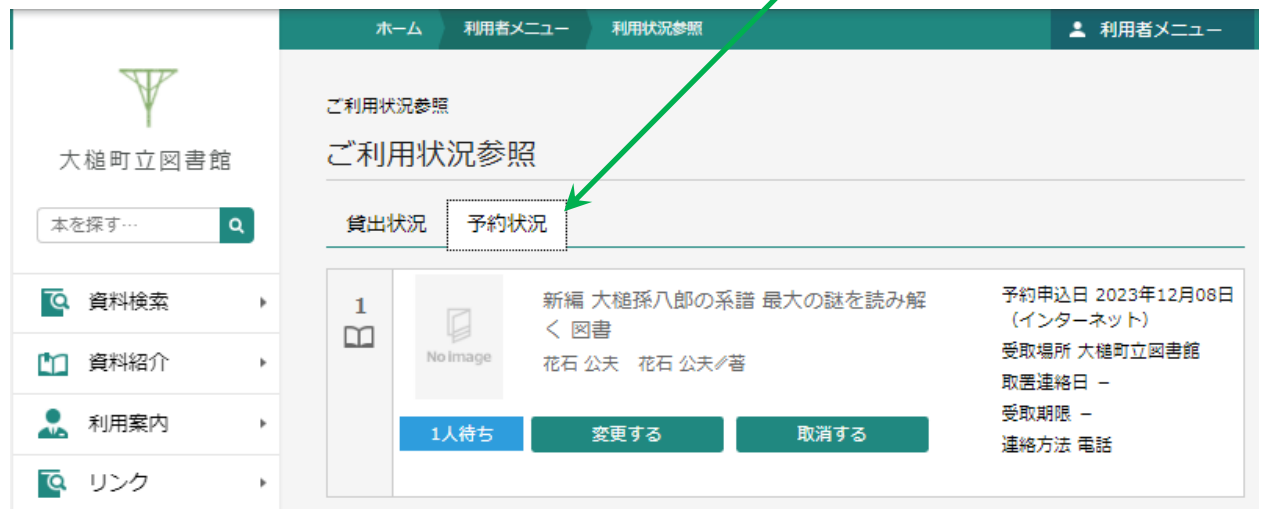 ホーム 利用者メニュー 利用状況参照 利用者メニュー
大槌町立図書館
本を探す…
資料検索
資料紹介
利用案内
リンク
ご利用状況参照
ご利用状況参照
貸出状況 予約状況
1
No image
新編 大槌孫八郎の系譜 最大の謎を読み解
く 図書
花石 公夫 花石 公夫∥著
1人待ち 変更する 取消する
予約申込日 2023年12月08日
（インターネット）
受取場所 大槌町立図書館
取置連絡日 –
受取期限 –
連絡方法 電話